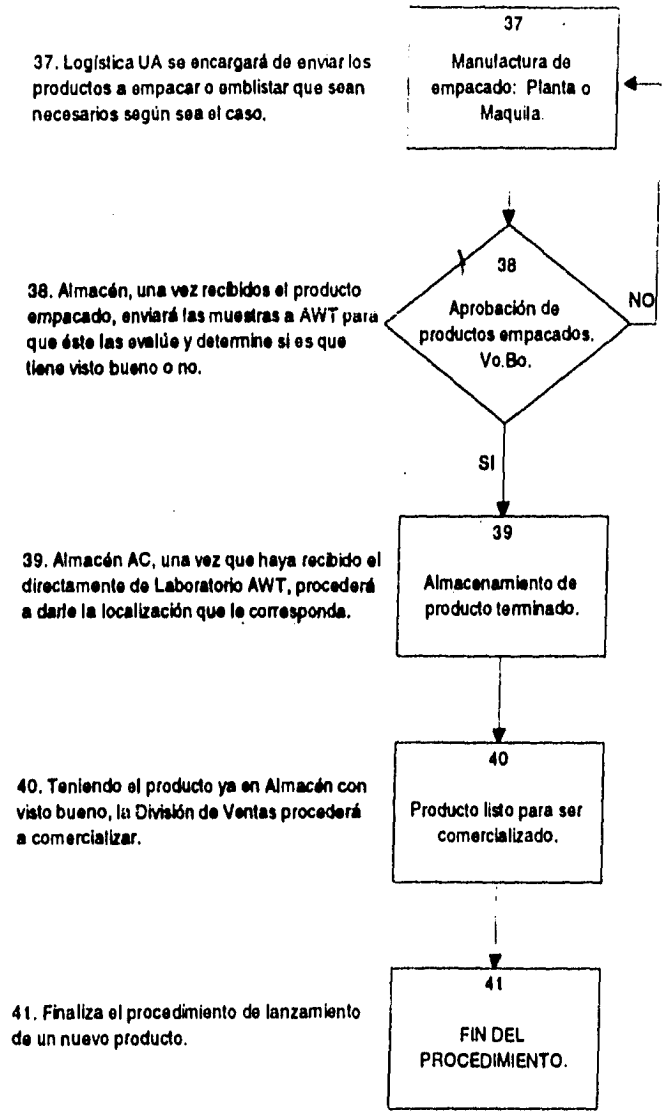 37. Logística UA se encargará de enviar los
productos a empacar o emblistar que sean
necesarios según sea el caso.
37
Manufactura de
empacado: Planta o
Maquila.
38. Almacén, una vez recibidos el producto
empacado, enviará las muestras a AWT para
que éste las evalúe y determine si es que
tiene visto bueno o no.
38
Aprobación de
productos empacados.
Vo.Bo.
NO
SI
39. Almacén AC, una vez que haya recibido el
directamente de Laboratorio AWT, procederá
a darle la localización que le corresponda.
39
Almacenamiento de
producto terminado.
40. Teniendo el producto ya en Almacén con
visto bueno, la División de Ventas procederá
a comercializar.
40
Producto listo para ser
comercializado.
41. Finaliza el procedimiento de lanzamiento
de un nuevo producto.
41
FIN DEL
PROCEDIMIENTO.